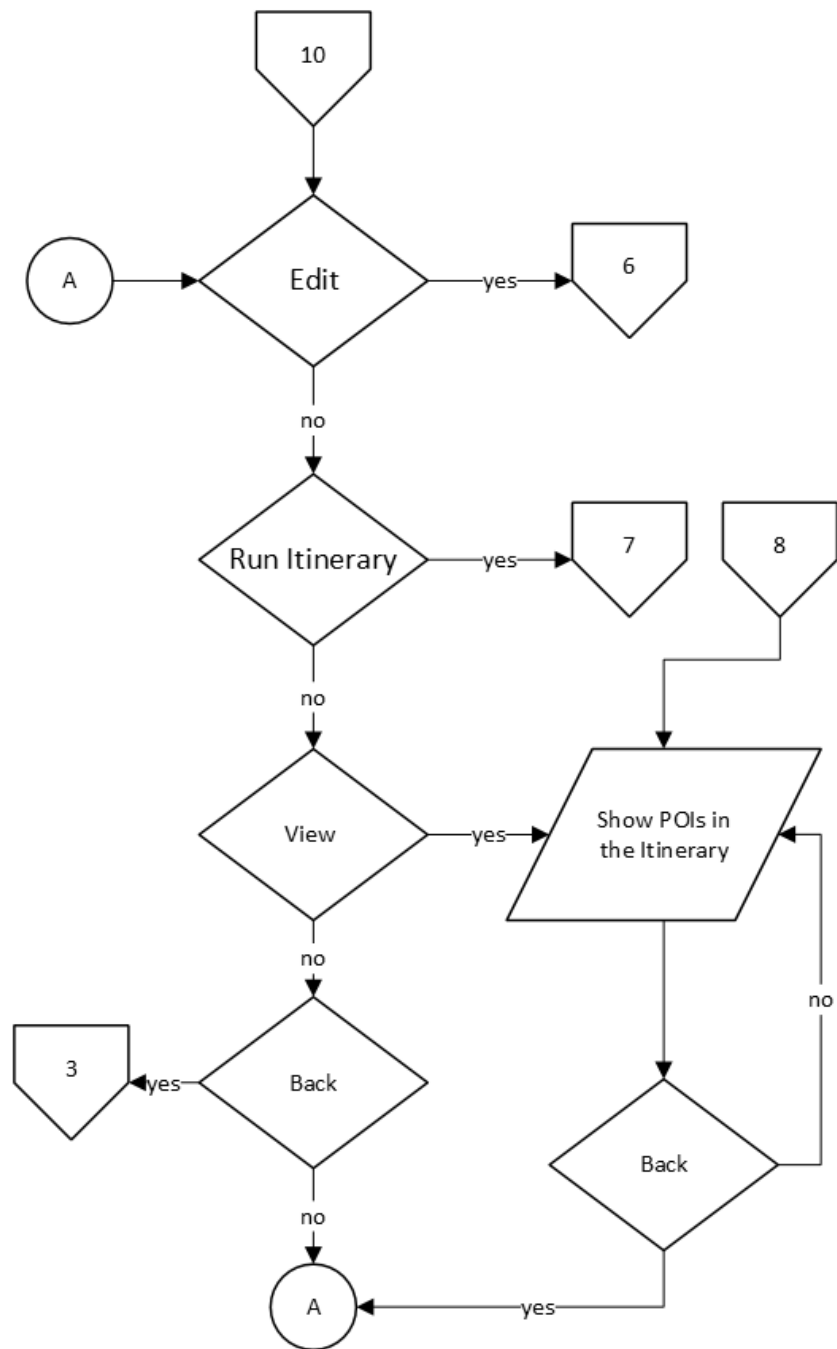 10
A
Edit
yes
6
no
Run Itinerary
yes
7
8
no
View
yes
Show POIs in
the Itinerary
no
no
3
yes
Back
Back
no
A
yes